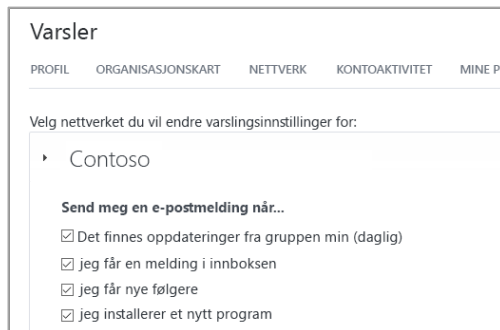 Varsler
PROFIL ORGANISASJONSKART NETTVERK KONTOAKTIVITET MINE
Velg nettverket du vil endre varslingsinnstillinger for:
Contoso
Send meg en e-postmelding når...
Det finnes oppdateringer fra gruppen min (daglig)
jeg får en melding i innboksen
jeg får nye følgere
jeg installerer et nytt program